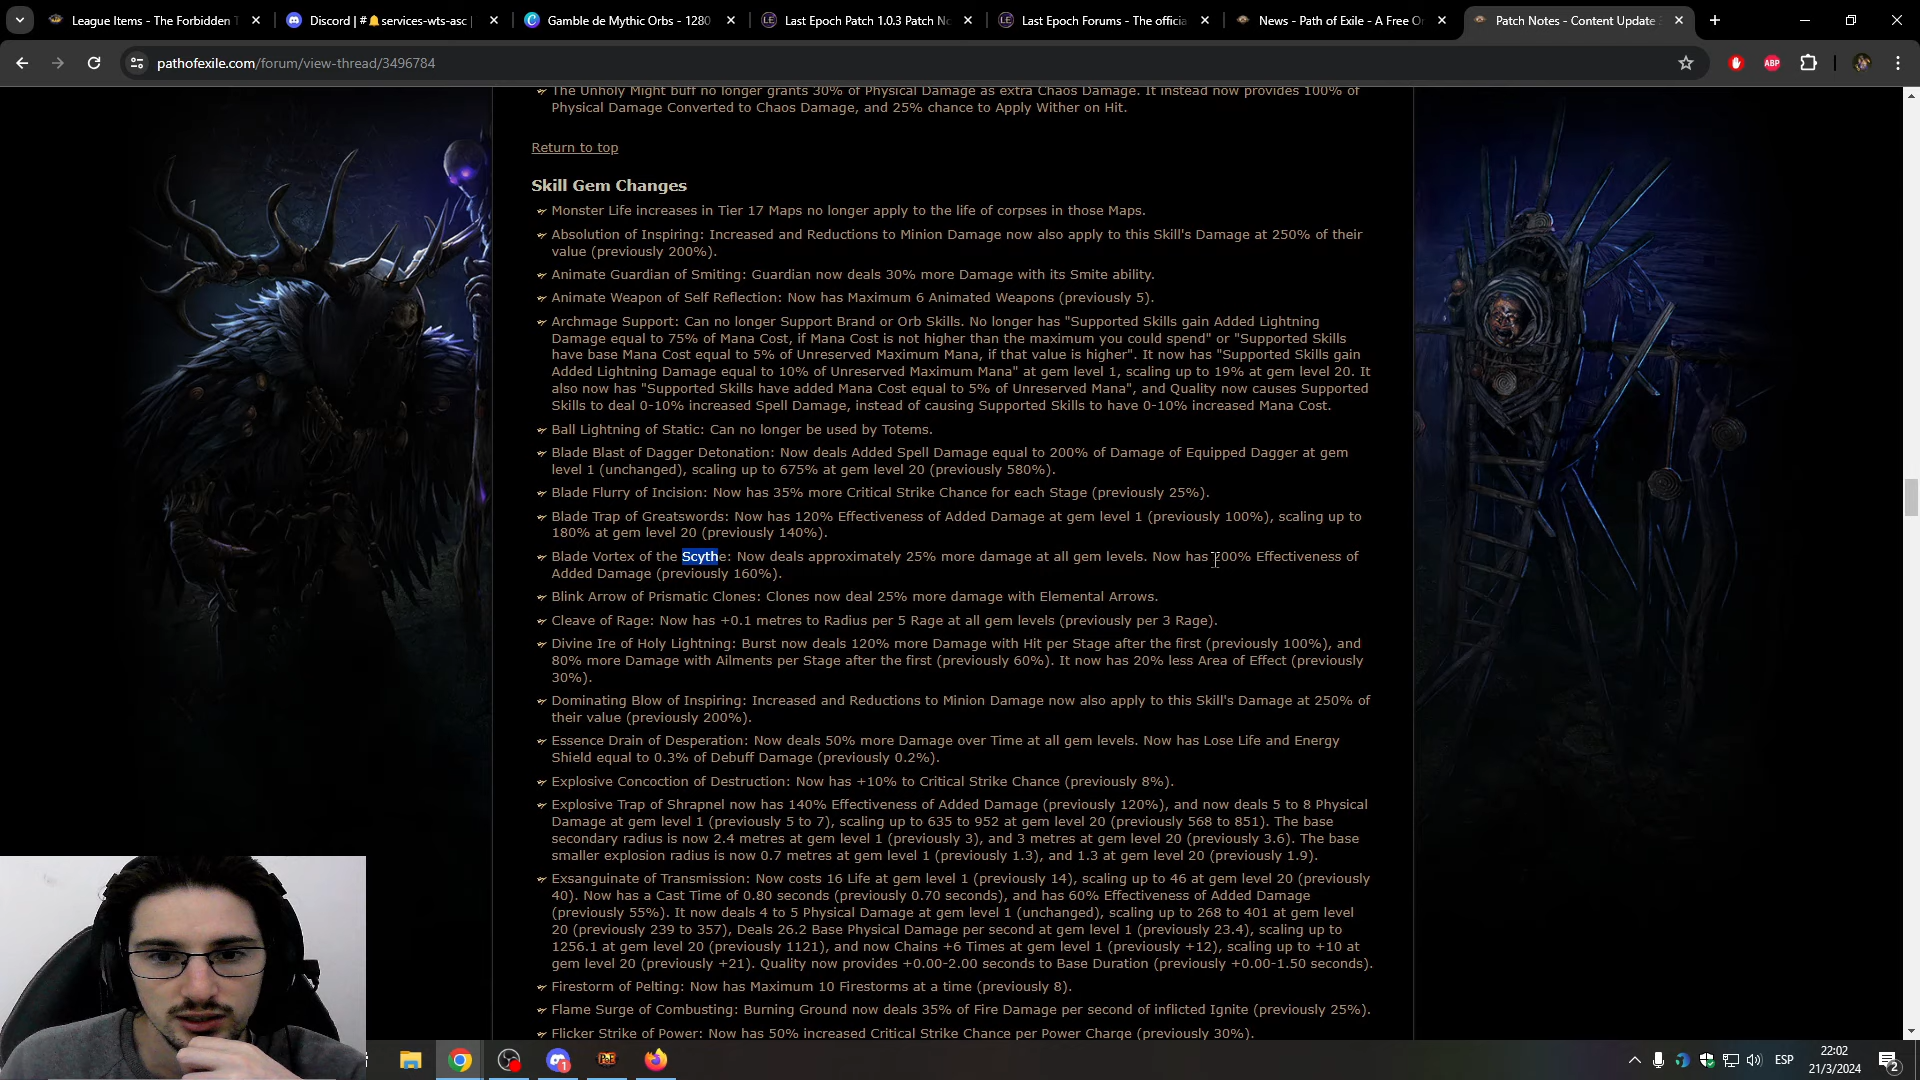 League Items - The Forbidden T
Discord | #🔔services-wts-asc |
Gamble de Mythic Orbs - 1280
Last Epoch Patch 1.0.3 Patch No
Last Epoch Forums - The officia
News - Path of Exile - A Free On
Patch Notes - Content Update 3
pathofexile.com/forum/view-thread/3496784
ABP
The Unholy Might buff no longer grants 30% of Physical Damage as extra Chaos Damage. It instead now provides 100% of
Physical Damage Converted to Chaos Damage, and 25% chance to Apply Wither on Hit.
Return to top
Skill Gem Changes
Monster Life increases in Tier 17 Maps no longer apply to the life of corpses in those Maps.
Absolution of Inspiring: Increased and Reductions to Minion Damage now also apply to this Skill's Damage at 250% of their
value (previously 200%).
Animate Guardian of Smiting: Guardian now deals 30% more Damage with its Smite ability.
Animate Weapon of Self Reflection: Now has Maximum 6 Animated Weapons (previously 5).
Archmage Support: Can no longer Support Brand or Orb Skills. No longer has "Supported Skills gain Added Lightning
Damage equal to 75% of Mana Cost, if Mana Cost is not higher than the maximum you could spend" or "Supported Skills
have base Mana Cost equal to 5% of Unreserved Maximum Mana, if that value is higher". It now has "Supported Skills gain
Added Lightning Damage equal to 10% of Unreserved Maximum Mana" at gem level 1, scaling up to 19% at gem level 20. It
also now has "Supported Skills have added Mana Cost equal to 5% of Unreserved Mana", and Quality now causes Supported
Skills to deal 0-10% increased Spell Damage, instead of causing Supported Skills to have 0-10% increased Mana Cost.
Ball Lightning of Static: Can no longer be used by Totems.
Blade Blast of Dagger Detonation: Now deals Added Spell Damage equal to 200% of Damage of Equipped Dagger at gem
level 1 (unchanged), scaling up to 675% at gem level 20 (previously 580%).
Blade Flurry of Incision: Now has 35% more Critical Strike Chance for each Stage (previously 25%).
Blade Trap of Greatswords: Now has 120% Effectiveness of Added Damage at gem level 1 (previously 100%), scaling up to
180% at gem level 20 (previously 140%).
Blade Vortex of the Scythe: Now deals approximately 25% more damage at all gem levels. Now has 200% Effectiveness of
Added Damage (previously 160%).
Blink Arrow of Prismatic Clones: Clones now deal 25% more damage with Elemental Arrows.
Cleave of Rage: Now has +0.1 metres to Radius per 5 Rage at all gem levels (previously per 3 Rage).
Divine Ire of Holy Lightning: Burst now deals 120% more Damage with Hit per Stage after the first (previously 100%), and
80% more Damage with Ailments per Stage after the first (previously 60%). It now has 20% less Area of Effect (previously
30%).
Dominating Blow of Inspiring: Increased and Reductions to Minion Damage now also apply to this Skill's Damage at 250% of
their value (previously 200%).
Essence Drain of Desperation: Now deals 50% more Damage over Time at all gem levels. Now has Lose Life and Energy
Shield equal to 0.3% of Debuff Damage (previously 0.2%).
Explosive Concoction of Destruction: Now has +10% to Critical Strike Chance (previously 8%).
Explosive Trap of Shrapnel now has 140% Effectiveness of Added Damage (previously 120%), and now deals 5 to 8 Physical
Damage at gem level 1 (previously 5 to 7), scaling up to 635 to 952 at gem level 20 (previously 568 to 851). The base
secondary radius is now 2.4 metres at gem level 1 (previously 3), and 3 metres at gem level 20 (previously 3.6). The base
smaller explosion radius is now 0.7 metres at gem level 1 (previously 1.3), and 1.3 at gem level 20 (previously 1.9).
Exsanguinate of Transmission: Now costs 16 Life at gem level 1 (previously 14), scaling up to 46 at gem level 20 (previously
40). Now has a Cast Time of 0.80 seconds (previously 0.70 seconds), and has 60% Effectiveness of Added Damage
(previously 55%). It now deals 4 to 5 Physical Damage at gem level 1 (unchanged), scaling up to 268 to 401 at gem level
20 (previously 239 to 357), Deals 26.2 Base Physical Damage per second at gem level 1 (previously 23.4), scaling up to
1256.1 at gem level 20 (previously 1121), and now Chains +6 Times at gem level 1 (previously +12), scaling up to +10 at
gem level 20 (previously +21). Quality now provides +0.00-2.00 seconds to Base Duration (previously +0.00-1.50 seconds).
Firestorm of Pelting: Now has Maximum 10 Firestorms at a time (previously 8).
Flame Surge of Combusting: Burning Ground now deals 35% of Fire Damage per second of inflicted Ignite (previously 25%).
Flicker Strike of Power: Now has 50% increased Critical Strike Chance per Power Charge (previously 30%).
ESP
22:02
21/3/2024
2